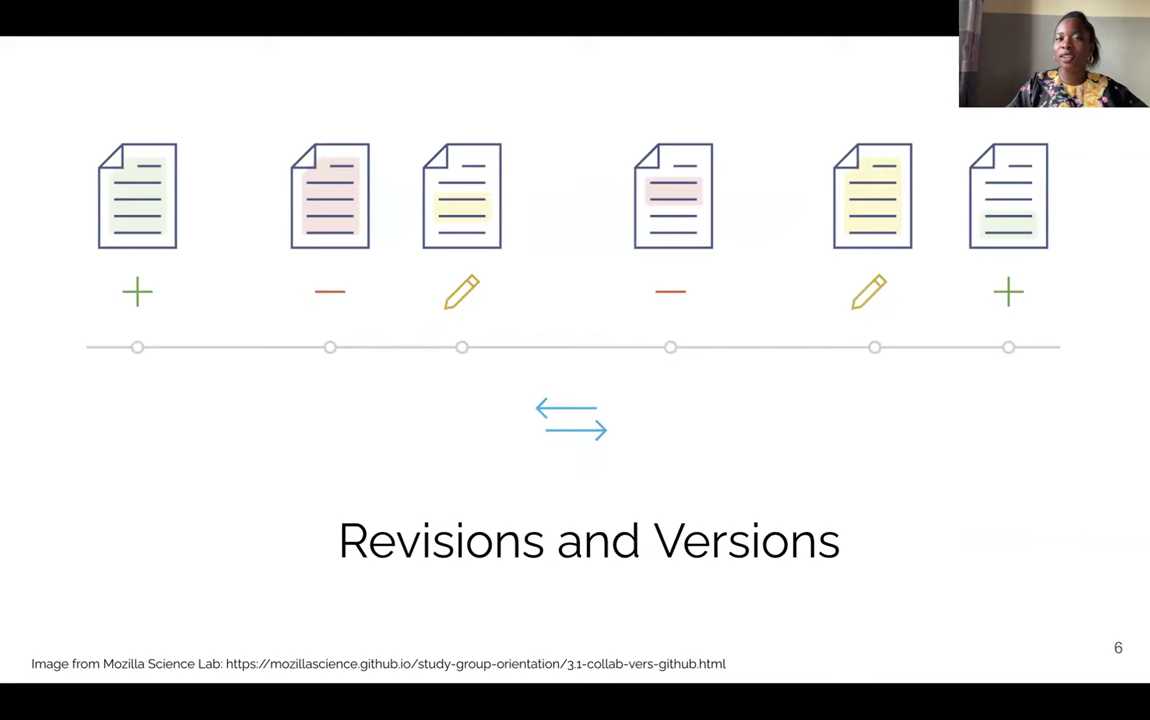 Revisions and Versions
6
Image from Mozilla Science Lab: https://mozillascience.github.io/study-group-orientation/3.1-collab-vers-github.html